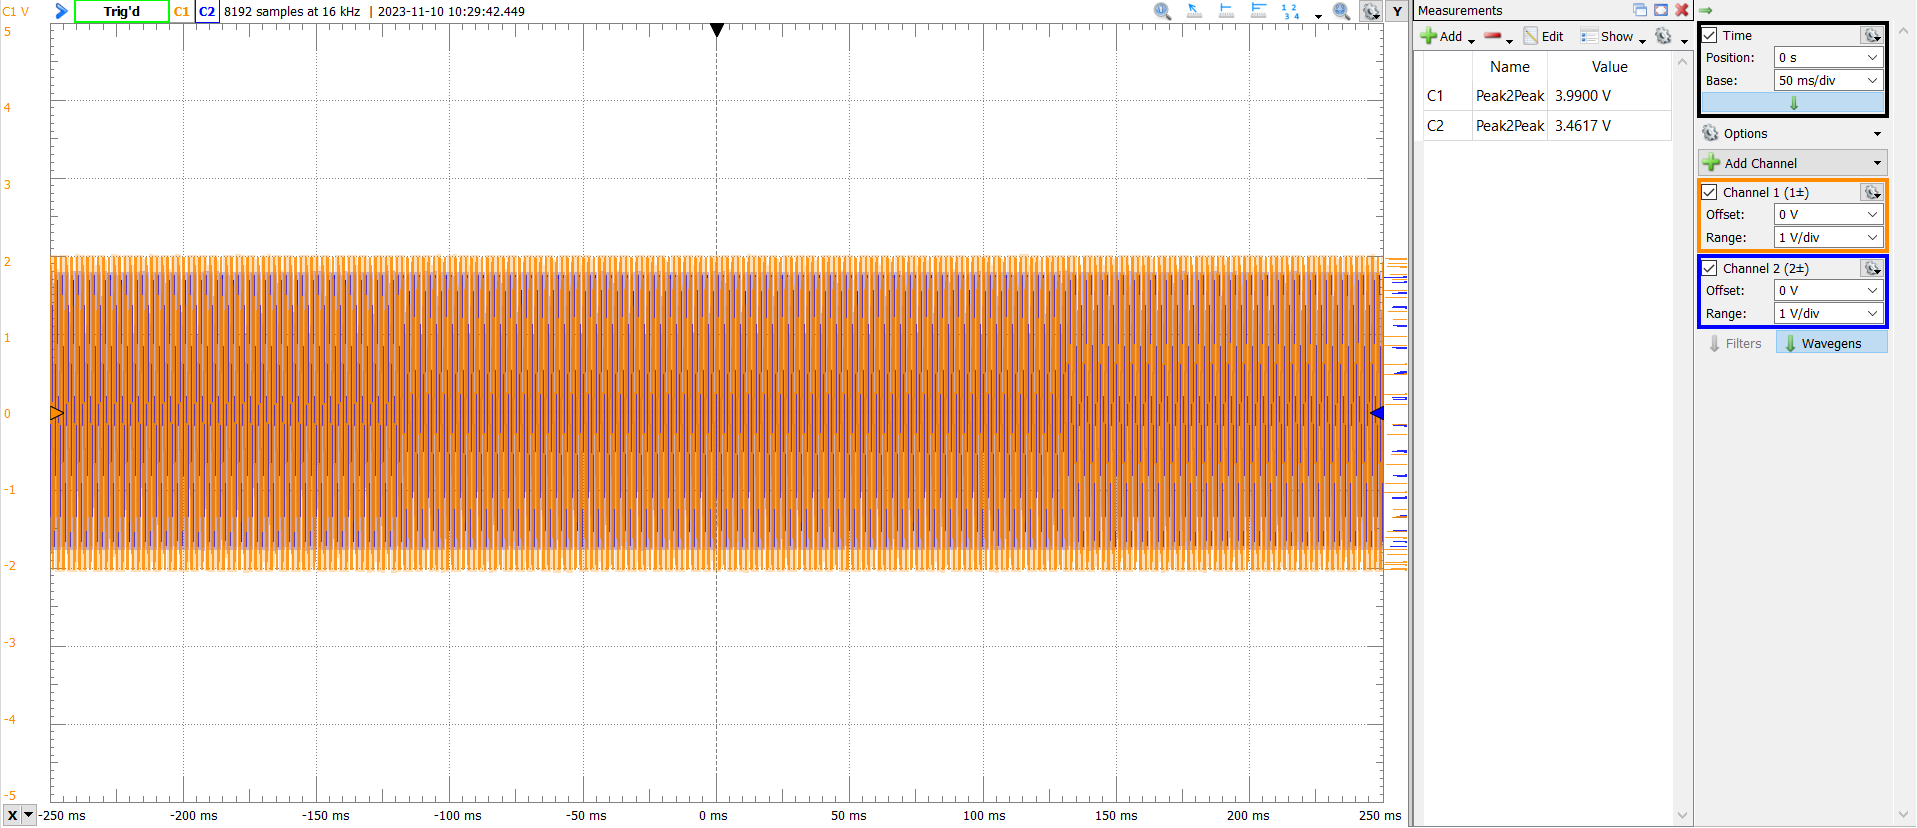 C1 V Trig'd C1 C2 8192 samples at 16 kHz | 2023-11-10 10:29:42.449 Y
5
4
3
2
1
0
-1
-2
-3
-4
-5
X -250 ms -200 ms -150 ms -100 ms -50 ms 0 ms 50 ms 100 ms 150 ms 200 ms 250 ms
Measurements
Add Edit Show
Name Value
C1 Peak2Peak 3.9900 V
C2 Peak2Peak 3.4617 V
Time
Position: 0 s
Base: 50 ms/div
Options
Add Channel
Channel 1 (1±)
Offset: 0 V
Range: 1 V/div
Channel 2 (2±)
Offset: 0 V
Range: 1 V/div
Filters Wavegens